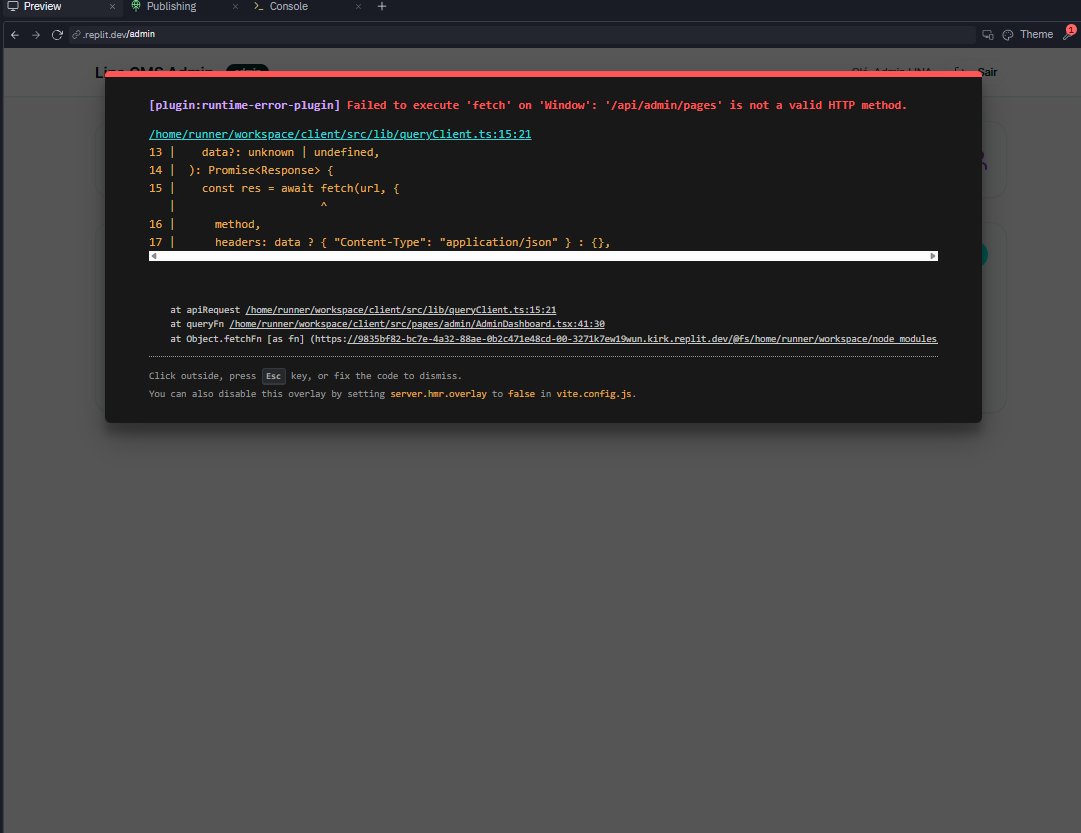 Preview × Publishing × Console × +
.replit.dev/admin Theme 1
Lina CMS Admin admin Olá, Admin LINA Sair
[plugin:runtime-error-plugin] Failed to execute 'fetch' on 'Window': '/api/admin/pages' is not a valid HTTP method.
/home/runner/workspace/client/src/lib/queryClient.ts:15:21
13 | data?: unknown | undefined,
14 | ): Promise<Response> {
15 | const res = await fetch(url, {
| ^
16 | method,
17 | headers: data ? { "Content-Type": "application/json" } : {},
at apiRequest /home/runner/workspace/client/src/lib/queryClient.ts:15:21
at queryFn /home/runner/workspace/client/src/pages/admin/AdminDashboard.tsx:41:30
at Object.fetchFn [as fn] (https://9835bf82-bc7e-4a32-88ae-0b2c471e48cd-00-3271k7ew19wun.kirk.replit.dev/@fs/home/runner/workspace/node_modules
Click outside, press Esc key, or fix the code to dismiss.
You can also disable this overlay by setting server.hmr.overlay to false in vite.config.js.